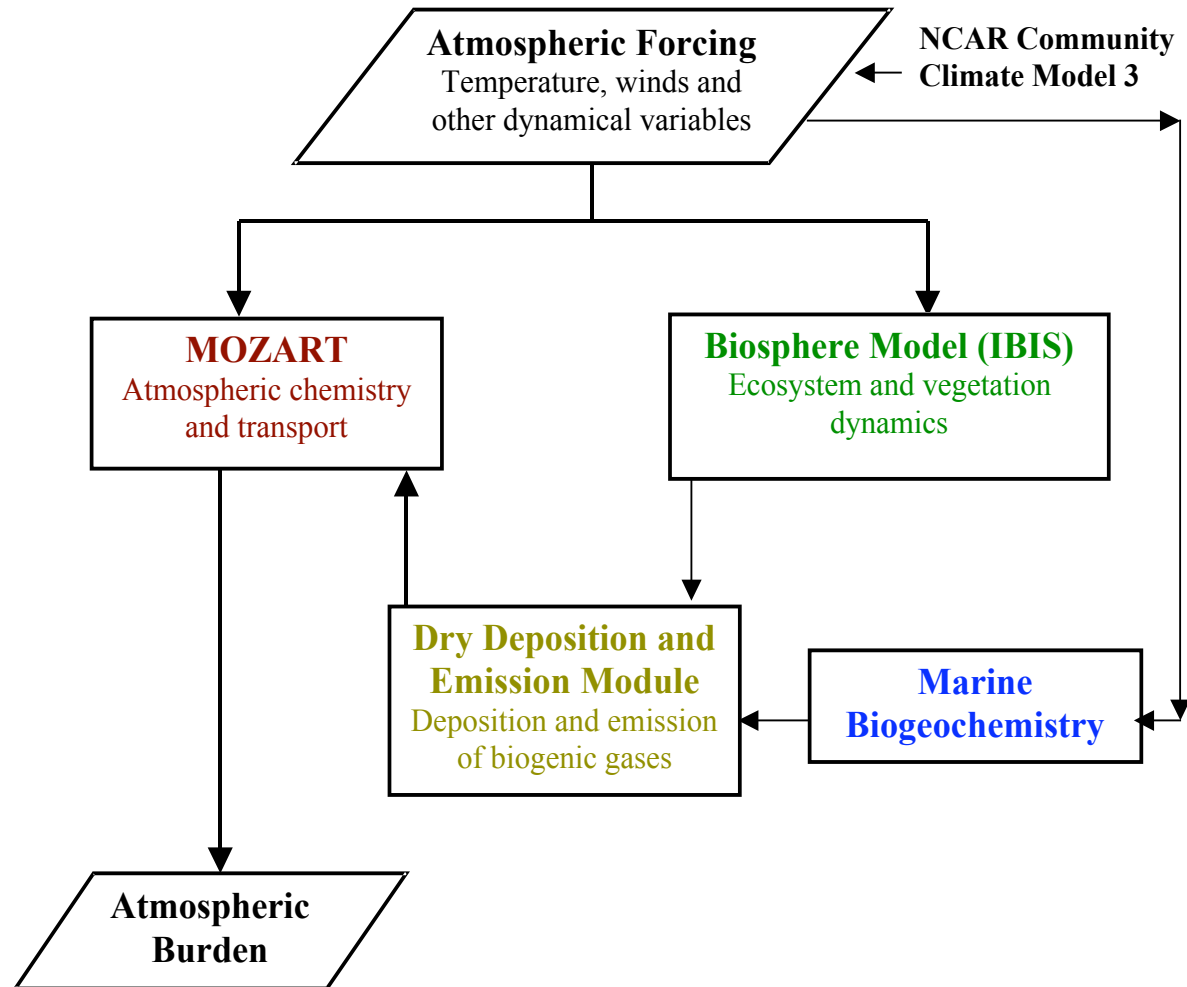 Atmospheric Forcing
Temperature, winds and
other dynamical variables
NCAR Community
Climate Model 3
MOZART
Atmospheric chemistry
and transport
Biosphere Model (IBIS)
Ecosystem and vegetation
dynamics
Dry Deposition and
Emission Module
Deposition and emission
of biogenic gases
Marine
Biogeochemistry
Atmospheric
Burden